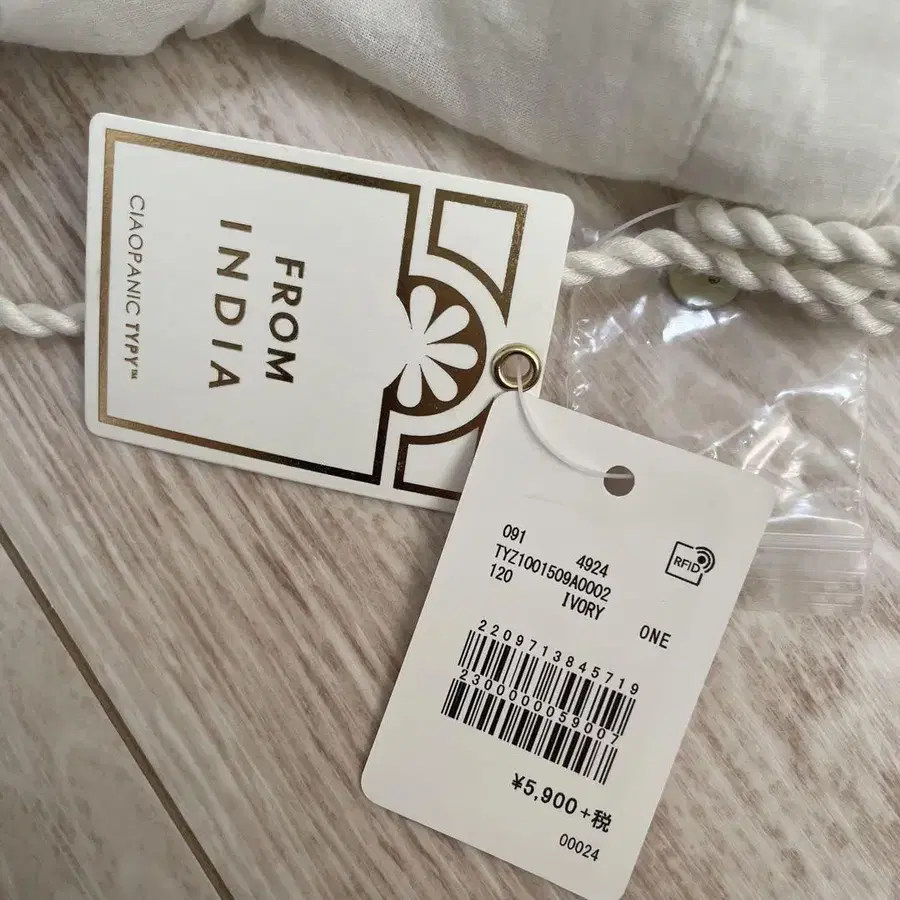 FROM
INDIA
CIAOPANIC TYPY™
091 4924
TYZ1001509A0002
120 IVORY
ONE
RFID
2209713845719
2300000059007
¥5,900+税
00024